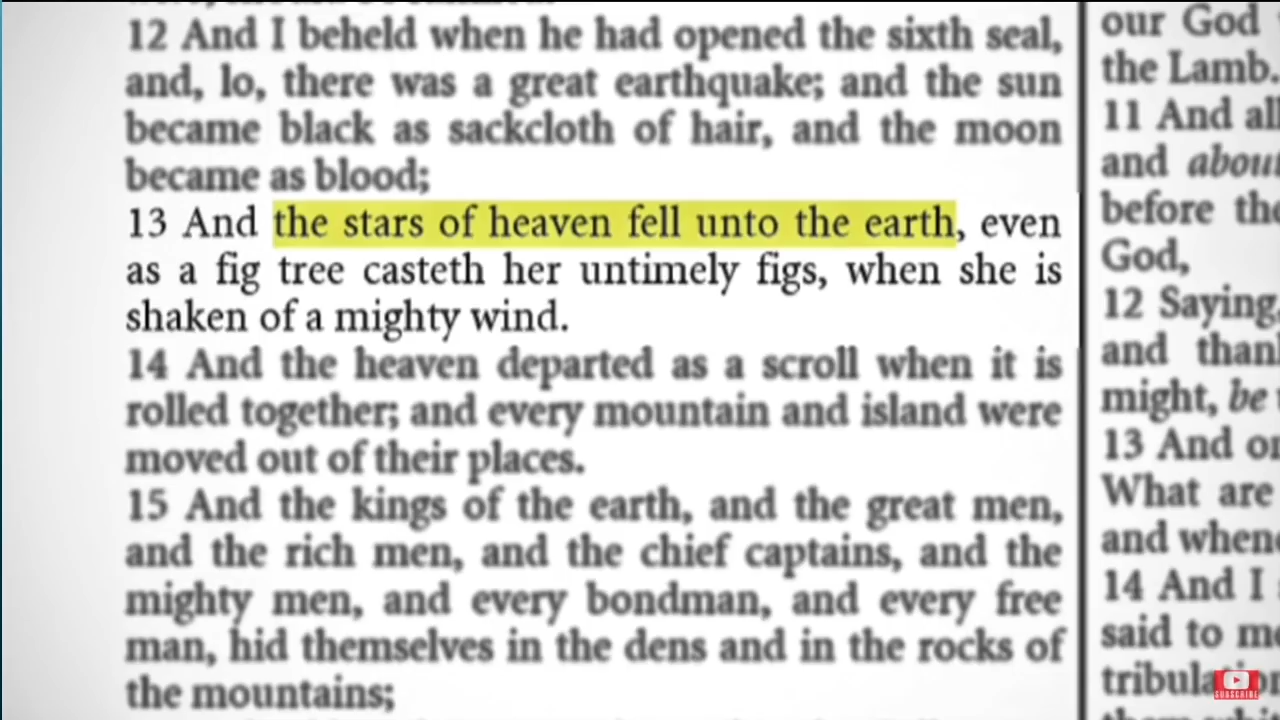 12 And I beheld when he had opened the sixth seal,
and, lo, there was a great earthquake; and the sun
became black as sackcloth of hair, and the moon
became as blood;
13 And the stars of heaven fell unto the earth, even
as a fig tree casteth her untimely figs, when she is
shaken of a mighty wind.
14 And the heaven departed as a scroll when it is
rolled together; and every mountain and island were
moved out of their places.
15 And the kings of the earth, and the great men,
and the rich men, and the chief captains, and the
mighty men, and every bondman, and every free
man, hid themselves in the dens and in the rocks of
the mountains;
our God
the Lamb.
11 And all
and
before
God,
12 Saying,
and
might, be
13 And
What are
and
14 And I
said to
SUBSCRIBE